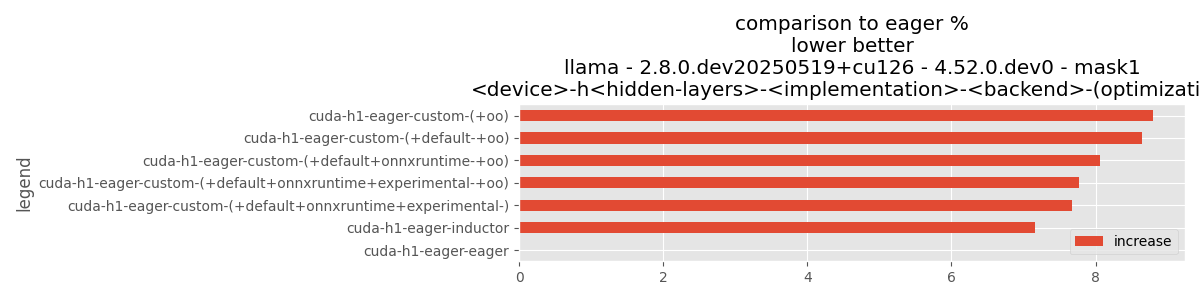 comparison to eager %
lower better
llama - 2.8.0.dev20250519+cu126 - 4.52.0.dev0 - mask1
<device>-h<hidden-layers>-<implementation>-<backend>-(optimizati
cuda-h1-eager-custom-(+oo)
cuda-h1-eager-custom-(+default-+oo)
cuda-h1-eager-custom-(+default+onnxruntime-+oo)
cuda-h1-eager-custom-(+default+onnxruntime+experimental-+oo)
cuda-h1-eager-custom-(+default+onnxruntime+experimental-)
cuda-h1-eager-inductor
cuda-h1-eager-eager
legend
increase
0 2 4 6 8